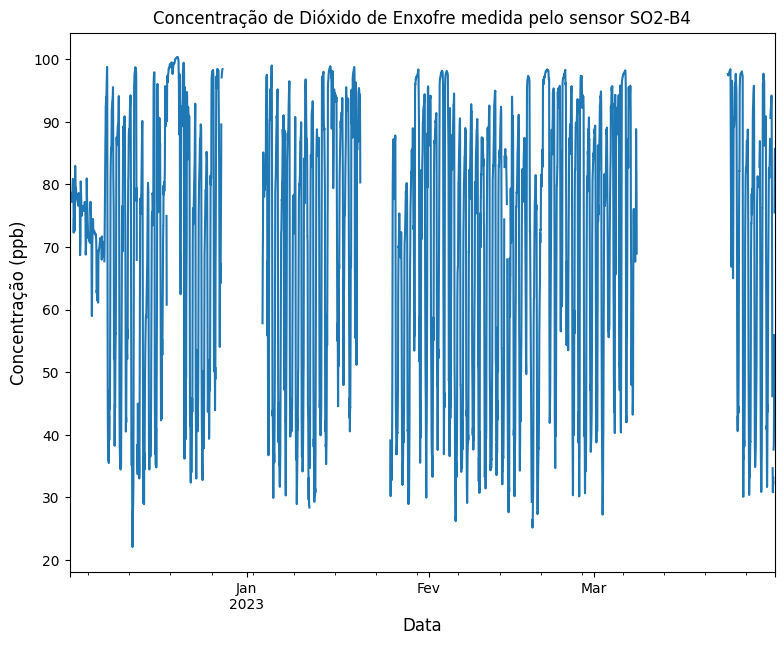 Concentração de Dióxido de Enxofre medida pelo sensor SO2-B4
Concentração (ppb)
100
90
80
70
60
50
40
30
20
Jan
2023
Fev
Mar
Data